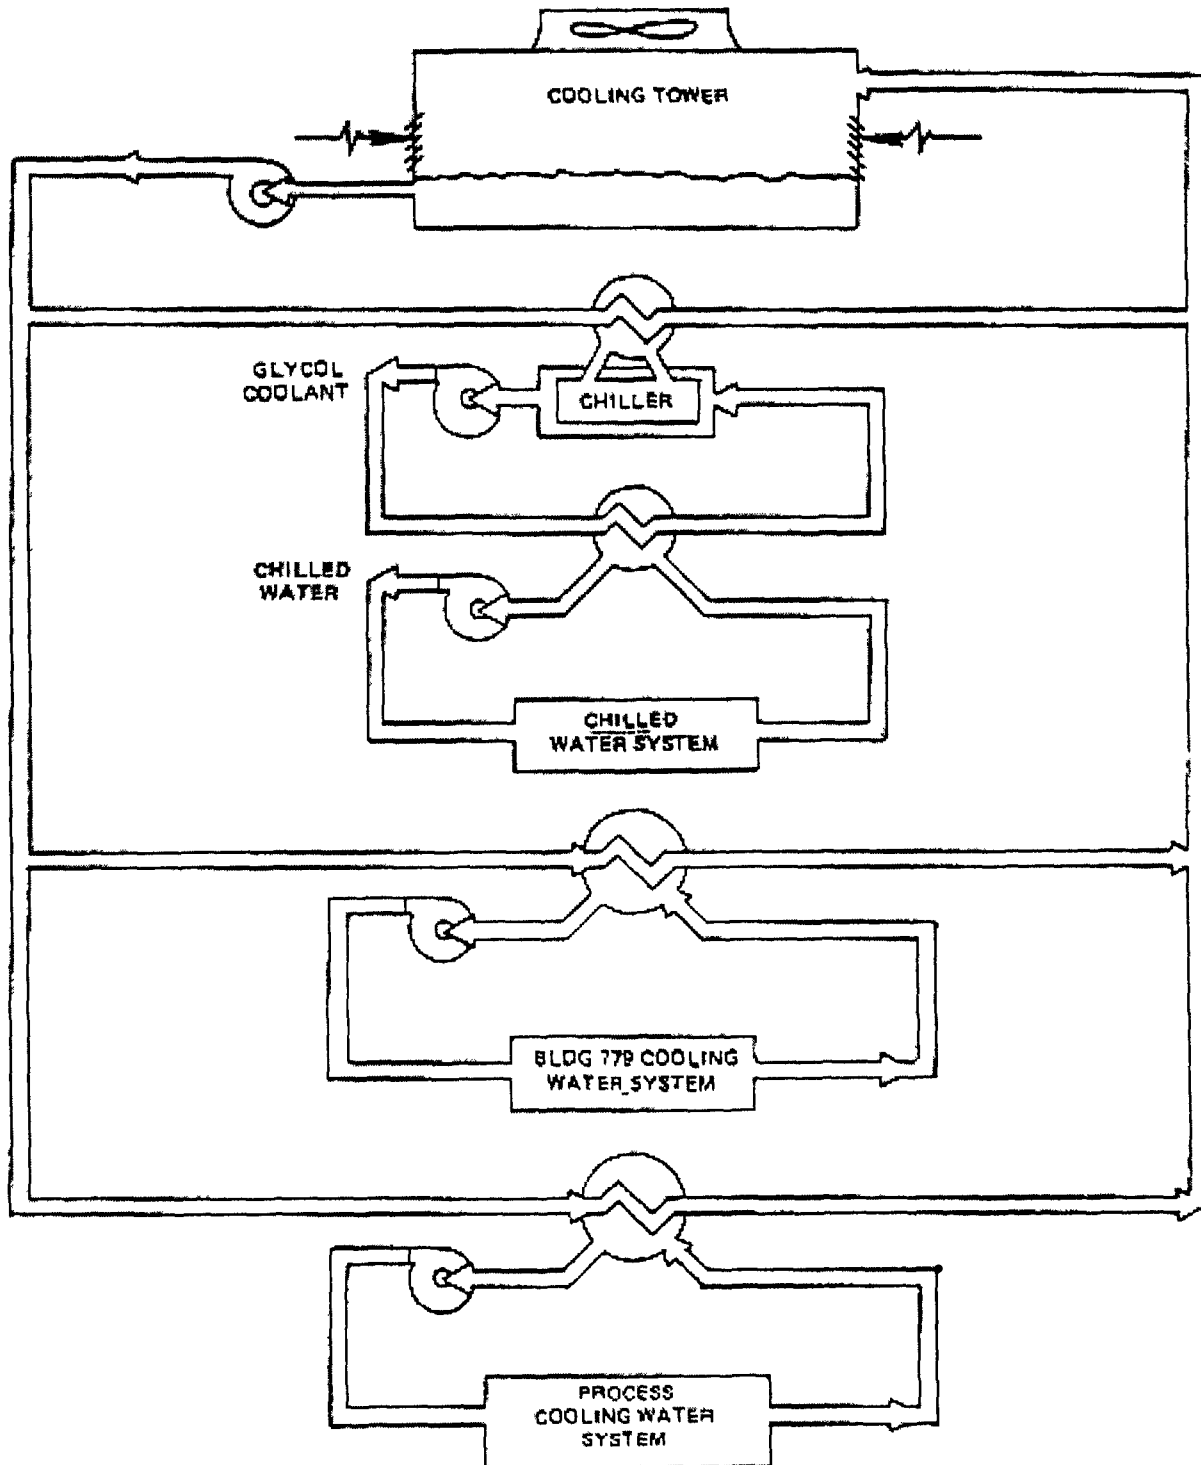 COOLING TOWER
GLYCOL
COOLANT
CHILLER
CHILLED
WATER
CHILLED
WATER SYSTEM
BLDG 779 COOLING
WATER SYSTEM
PROCESS
COOLING WATER
SYSTEM